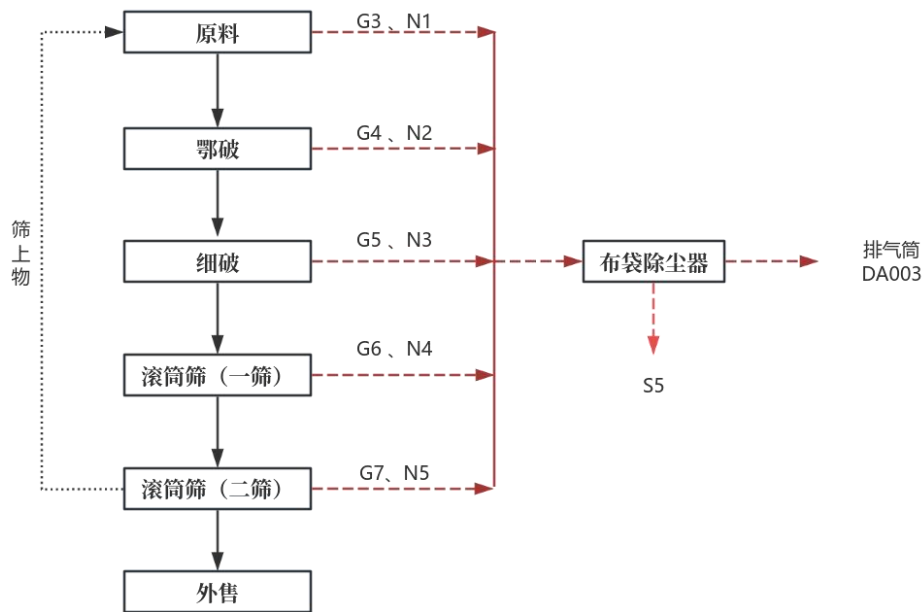 原料
G3、N1
鄂破
G4、N2
筛
上
物
细破
G5、N3
布袋除尘器
排气筒
DA003
滚筒筛（一筛）
G6、N4
S5
滚筒筛（二筛）
G7、N5
外售